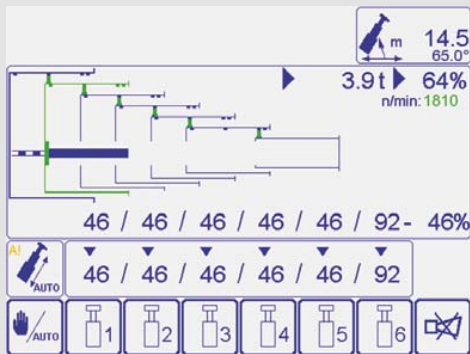 m 14.5
65.0°
3.9 t 64%
n/min: 1810
46 / 46 / 46 / 46 / 46 / 92 - 46%
A!
AUTO
46 / 46 / 46 / 46 / 46 / 92
/AUTO 1 2 3 4 5 6